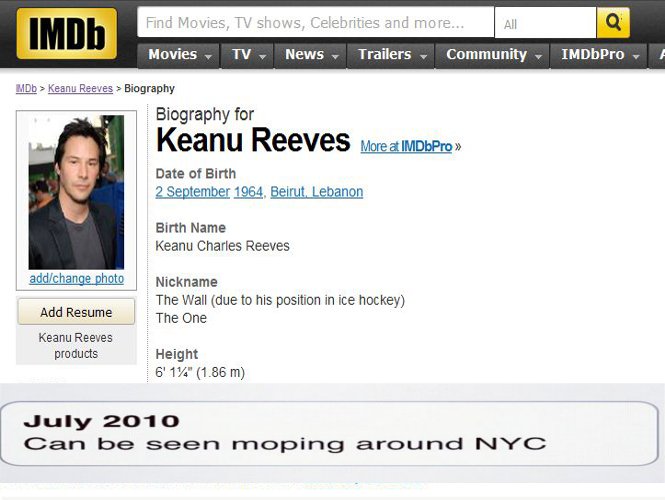 IMDb
Find Movies, TV shows, Celebrities and more... All
Movies TV News Trailers Community IMDbPro A
IMDb > Keanu Reeves > Biography
Biography for
Keanu Reeves More at IMDbPro »
Date of Birth
2 September 1964, Beirut, Lebanon
Birth Name
Keanu Charles Reeves
add/change photo
Add Resume
Keanu Reeves
products
Nickname
The Wall (due to his position in ice hockey)
The One
Height
6' 1¼" (1.86 m)
July 2010
Can be seen moping around NYC